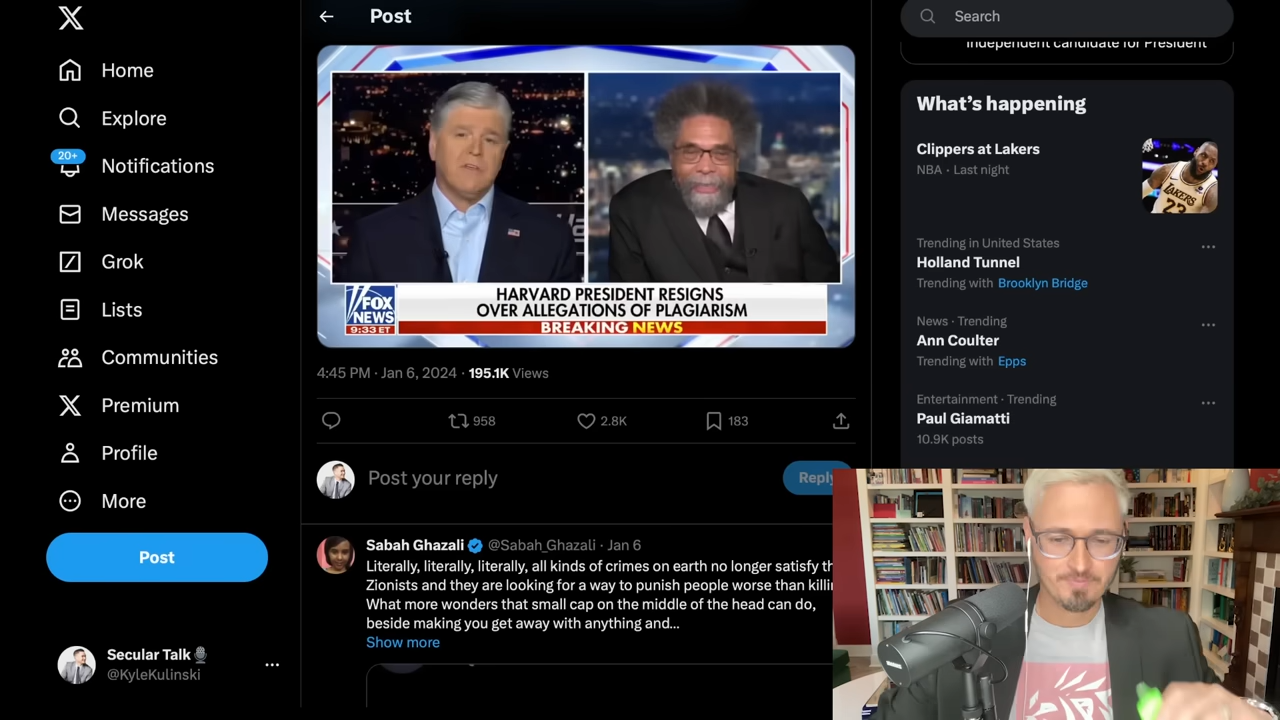 Home
Explore
20+
Notifications
Messages
Grok
Lists
Communities
Premium
Profile
More
Post
Secular Talk
@KyleKulinski
Post
HARVARD PRESIDENT RESIGNS
OVER ALLEGATIONS OF PLAGIARISM
FOX
NEWS
9:33 ET
BREAKING NEWS
4:45 PM · Jan 6, 2024 · 195.1K Views
958
2.8K
183
Post your reply
Reply
Sabah Ghazali @Sabah_Ghazali · Jan 6
Literally, literally, literally, all kinds of crimes on earth no longer satisfy th
Zionists and they are looking for a way to punish people worse than killi
What more wonders that small cap on the middle of the head can do,
beside making you get away with anything and...
Show more
Search
Independent candidate for President
What's happening
Clippers at Lakers
NBA · Last night
LAKERS
23
Trending in United States
Holland Tunnel
Trending with Brooklyn Bridge
News · Trending
Ann Coulter
Trending with Epps
Entertainment · Trending
Paul Giamatti
10.9K posts